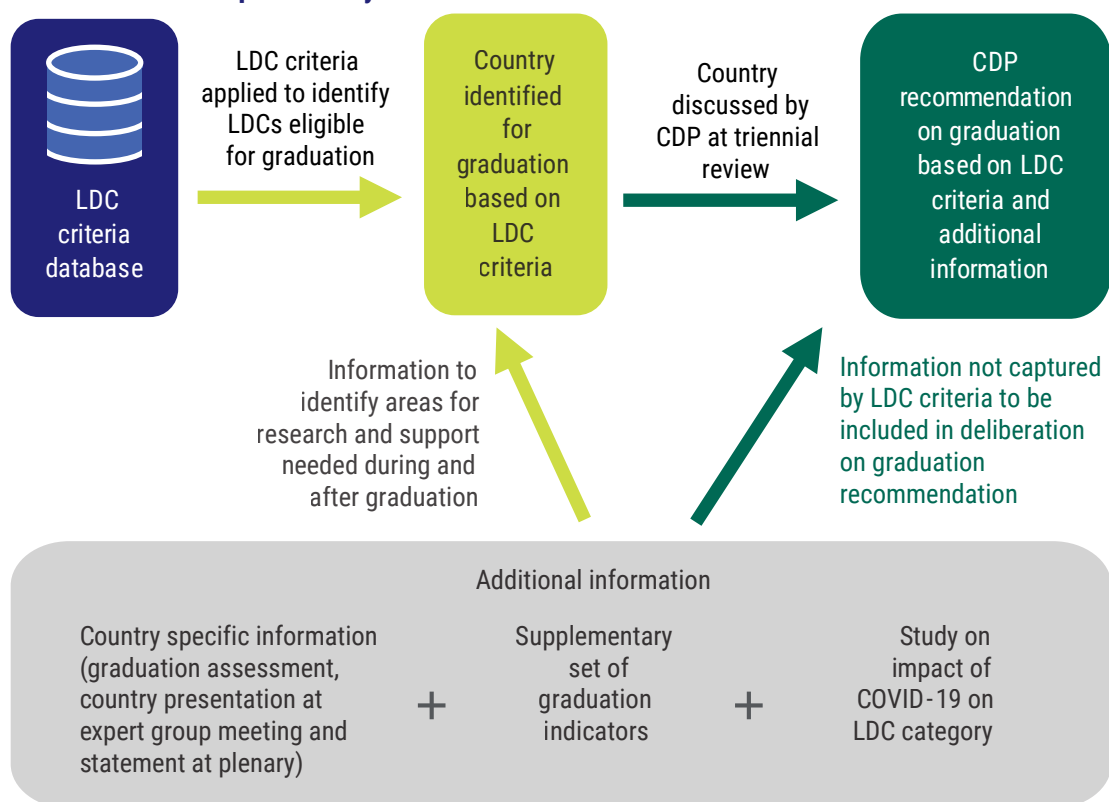 LDC
criteria
database
LDC criteria
applied to identify
LDCs eligible
for graduation
Country
identified
for
graduation
based on
LDC
criteria
Country
discussed by
CDP at triennial
review
CDP
recommendation
on graduation
based on LDC
criteria and
additional
information
Information to
identify areas for
research and support
needed during and
after graduation
Information not captured
by LDC criteria to be
included in deliberation
on graduation
recommendation
Additional information
Country specific information
(graduation assessment,
country presentation at
expert group meeting and
statement at plenary)
+
Supplementary
set of
graduation
indicators
+
Study on
impact of
COVID-19 on
LDC category